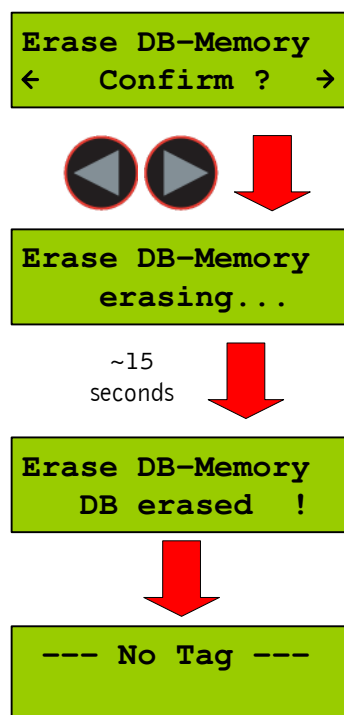 Erase DB-Memory
← Confirm ? →
Erase DB-Memory
erasing...
~15
seconds
Erase DB-Memory
DB erased !
--- No Tag ---